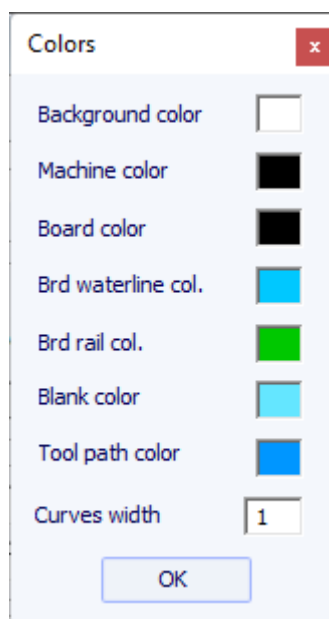 Colors
x
Background color
Machine color
Board color
Brd waterline col.
Brd rail col.
Blank color
Tool path color
Curves width 1
OK